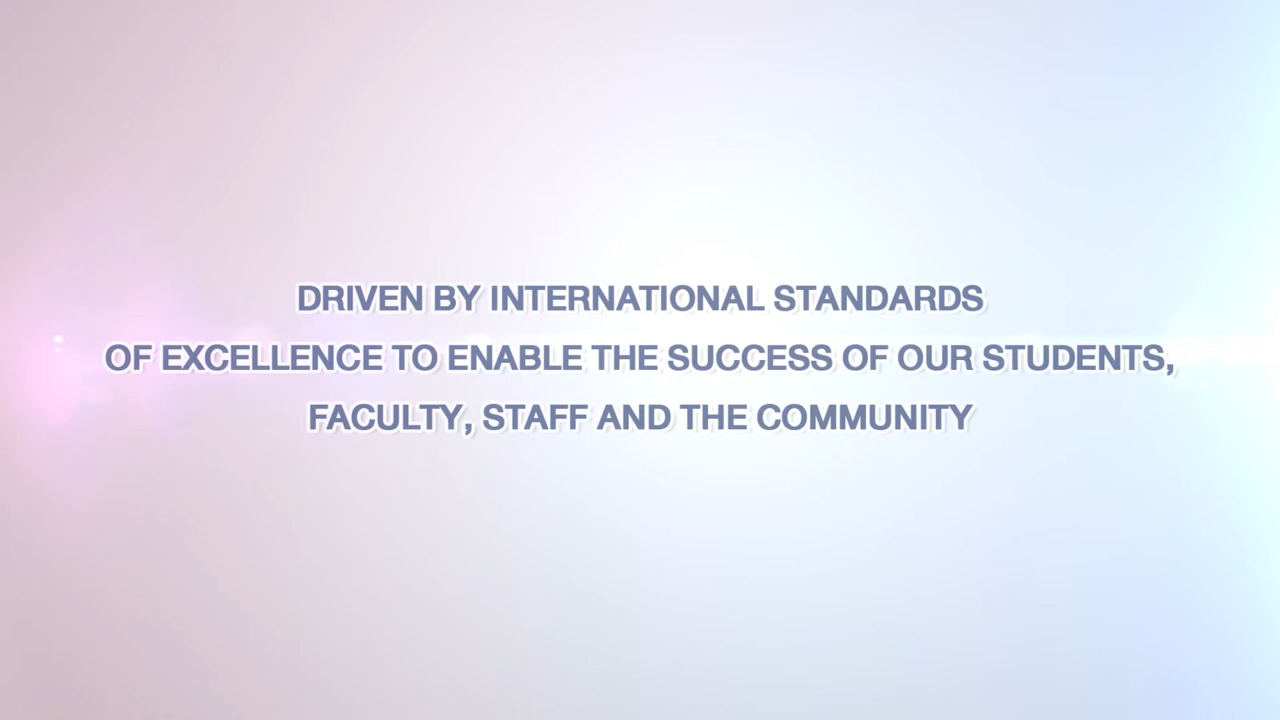 DRIVEN BY INTERNATIONAL STANDARDS
OF EXCELLENCE TO ENABLE THE SUCCESS OF OUR STUDENTS,
FACULTY, STAFF AND THE COMMUNITY